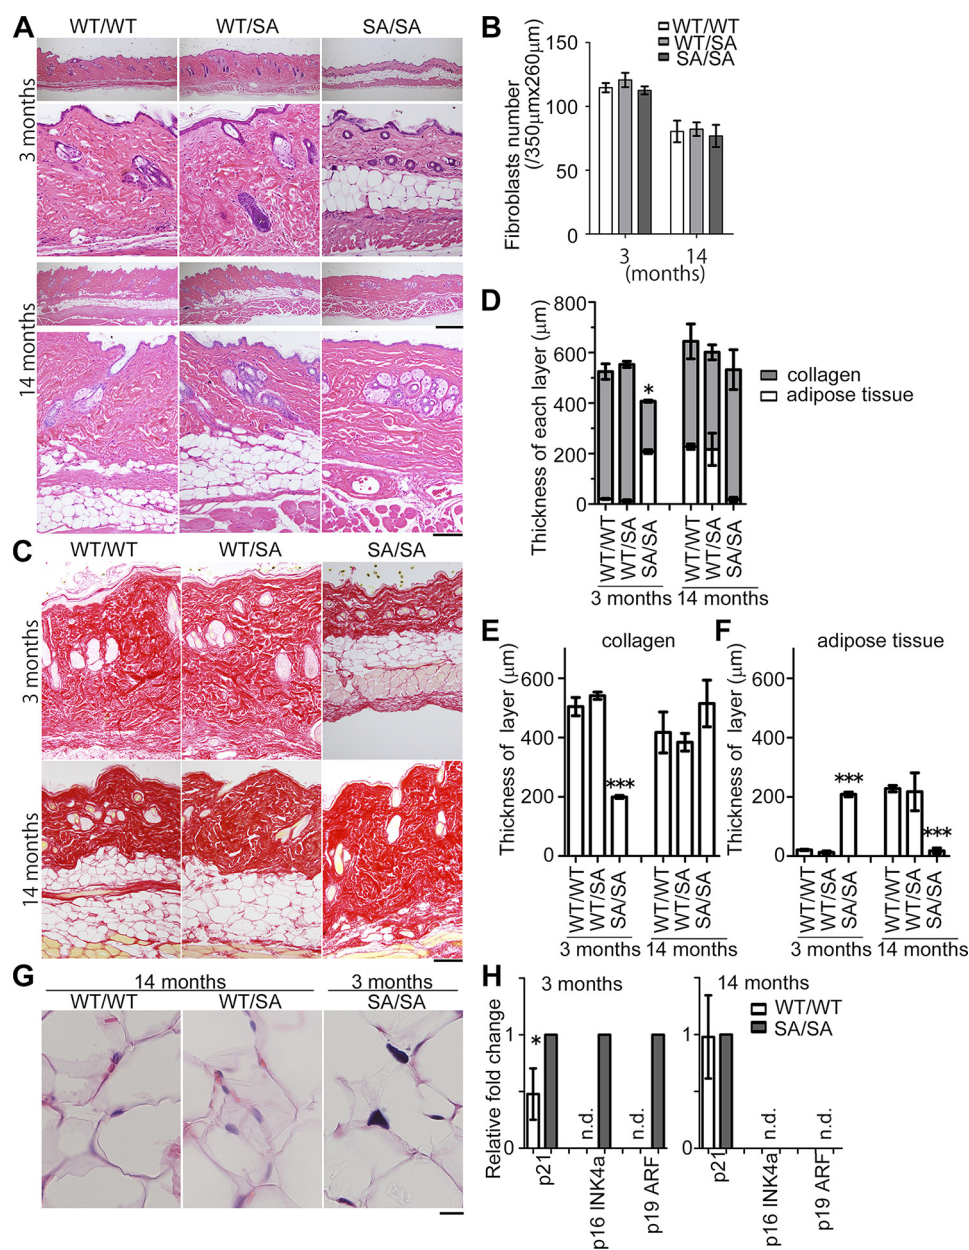 A
WT/WT WT/SA SA/SA
3 months
14 months
B
WT/WT
WT/SA
SA/SA
Fibroblasts number
(/350μmx260μm)
150
100
50
0
3 14
(months)
C
WT/WT WT/SA SA/SA
3 months
14 months
D
Thickness of each layer (μm)
800
600
400
200
0
*
collagen
adipose tissue
WT/WT WT/SA SA/SA WT/WT WT/SA SA/SA
3 months 14 months
E
collagen
Thickness of layer (μm)
600
400
200
0
***
WT/WT WT/SA SA/SA WT/WT WT/SA SA/SA
3 months 14 months
F
adipose tissue
Thickness of layer (μm)
600
400
200
0
*** ***
WT/WT WT/SA SA/SA WT/WT WT/SA SA/SA
3 months 14 months
G
14 months 3 months
WT/WT WT/SA SA/SA
H
3 months 14 months
WT/WT
SA/SA
Relative fold change
1
0
*
n.d. n.d.
p21 p16 INK4a p19 ARF
1
0
n.d. n.d.
p21 p16 INK4a p19 ARF